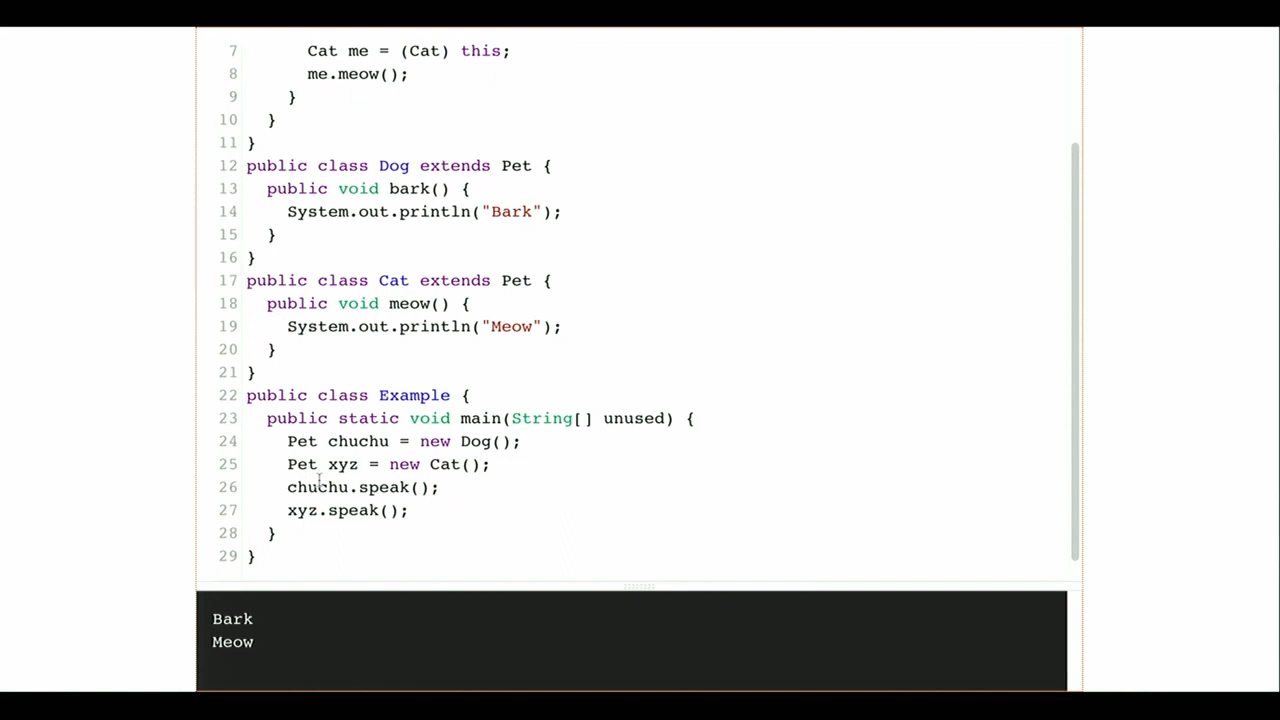 7 Cat me = (Cat) this;
8 me.meow();
9 }
10 }
11 }
12 public class Dog extends Pet {
13 public void bark() {
14 System.out.println("Bark");
15 }
16 }
17 public class Cat extends Pet {
18 public void meow() {
19 System.out.println("Meow");
20 }
21 }
22 public class Example {
23 public static void main(String[] unused) {
24 Pet chuchu = new Dog();
25 Pet xyz = new Cat();
26 chuchu.speak();
27 xyz.speak();
28 }
29 }
Bark
Meow